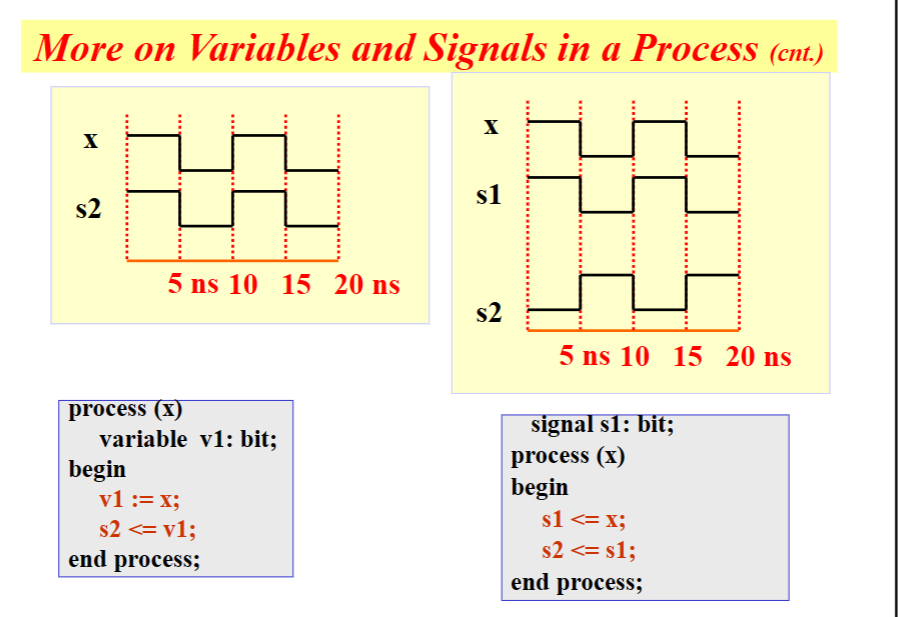 More on Variables and Signals in a Process (cnt.)
x
s2
5 ns 10 15 20 ns
x
s1
s2
5 ns 10 15 20 ns
process (x)
variable v1: bit;
begin
v1 := x;
s2 <= v1;
end process;
signal s1: bit;
process (x)
begin
s1 <= x;
s2 <= s1;
end process;